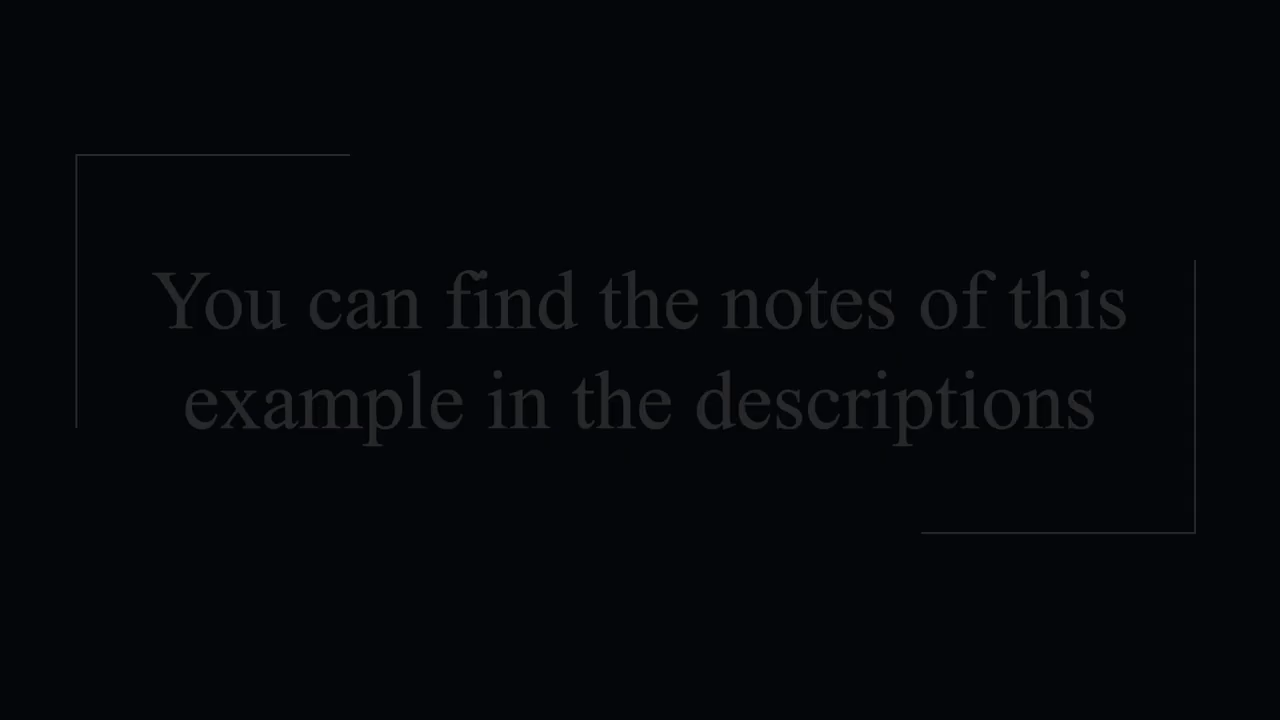 You can find the notes of this
example in the descriptions